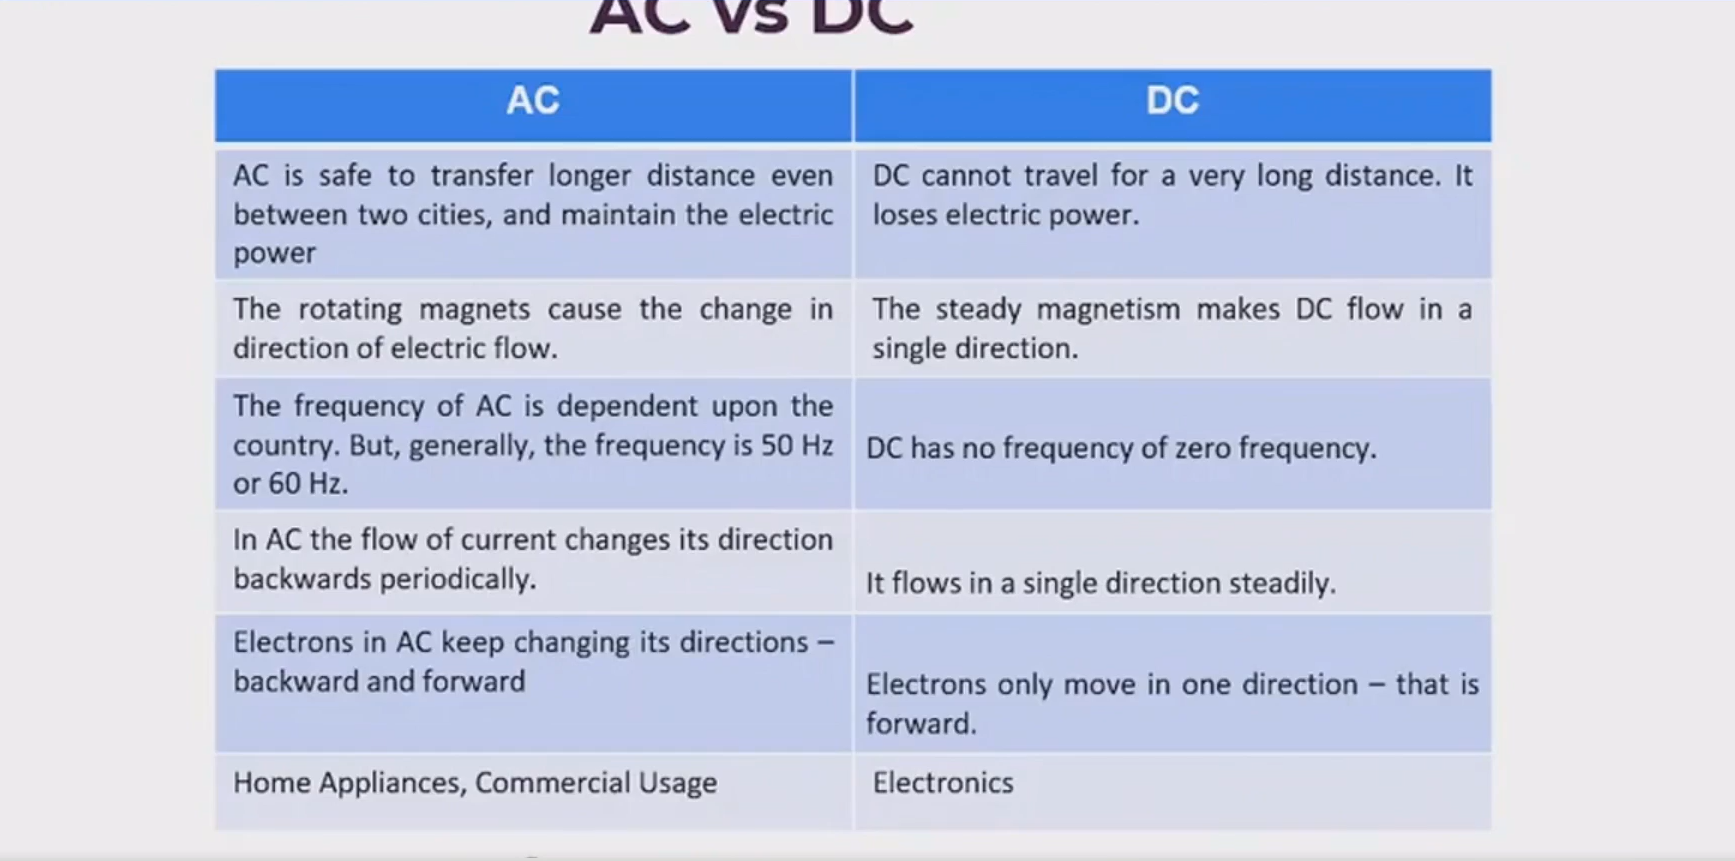 AC vs DC
AC
DC
AC is safe to transfer longer distance even
between two cities, and maintain the electric
power
DC cannot travel for a very long distance. It
loses electric power.
The rotating magnets cause the change in
direction of electric flow.
The steady magnetism makes DC flow in a
single direction.
The frequency of AC is dependent upon the
country. But, generally, the frequency is 50 Hz
or 60 Hz.
DC has no frequency of zero frequency.
In AC the flow of current changes its direction
backwards periodically.
It flows in a single direction steadily.
Electrons in AC keep changing its directions –
backward and forward
Electrons only move in one direction – that is
forward.
Home Appliances, Commercial Usage
Electronics